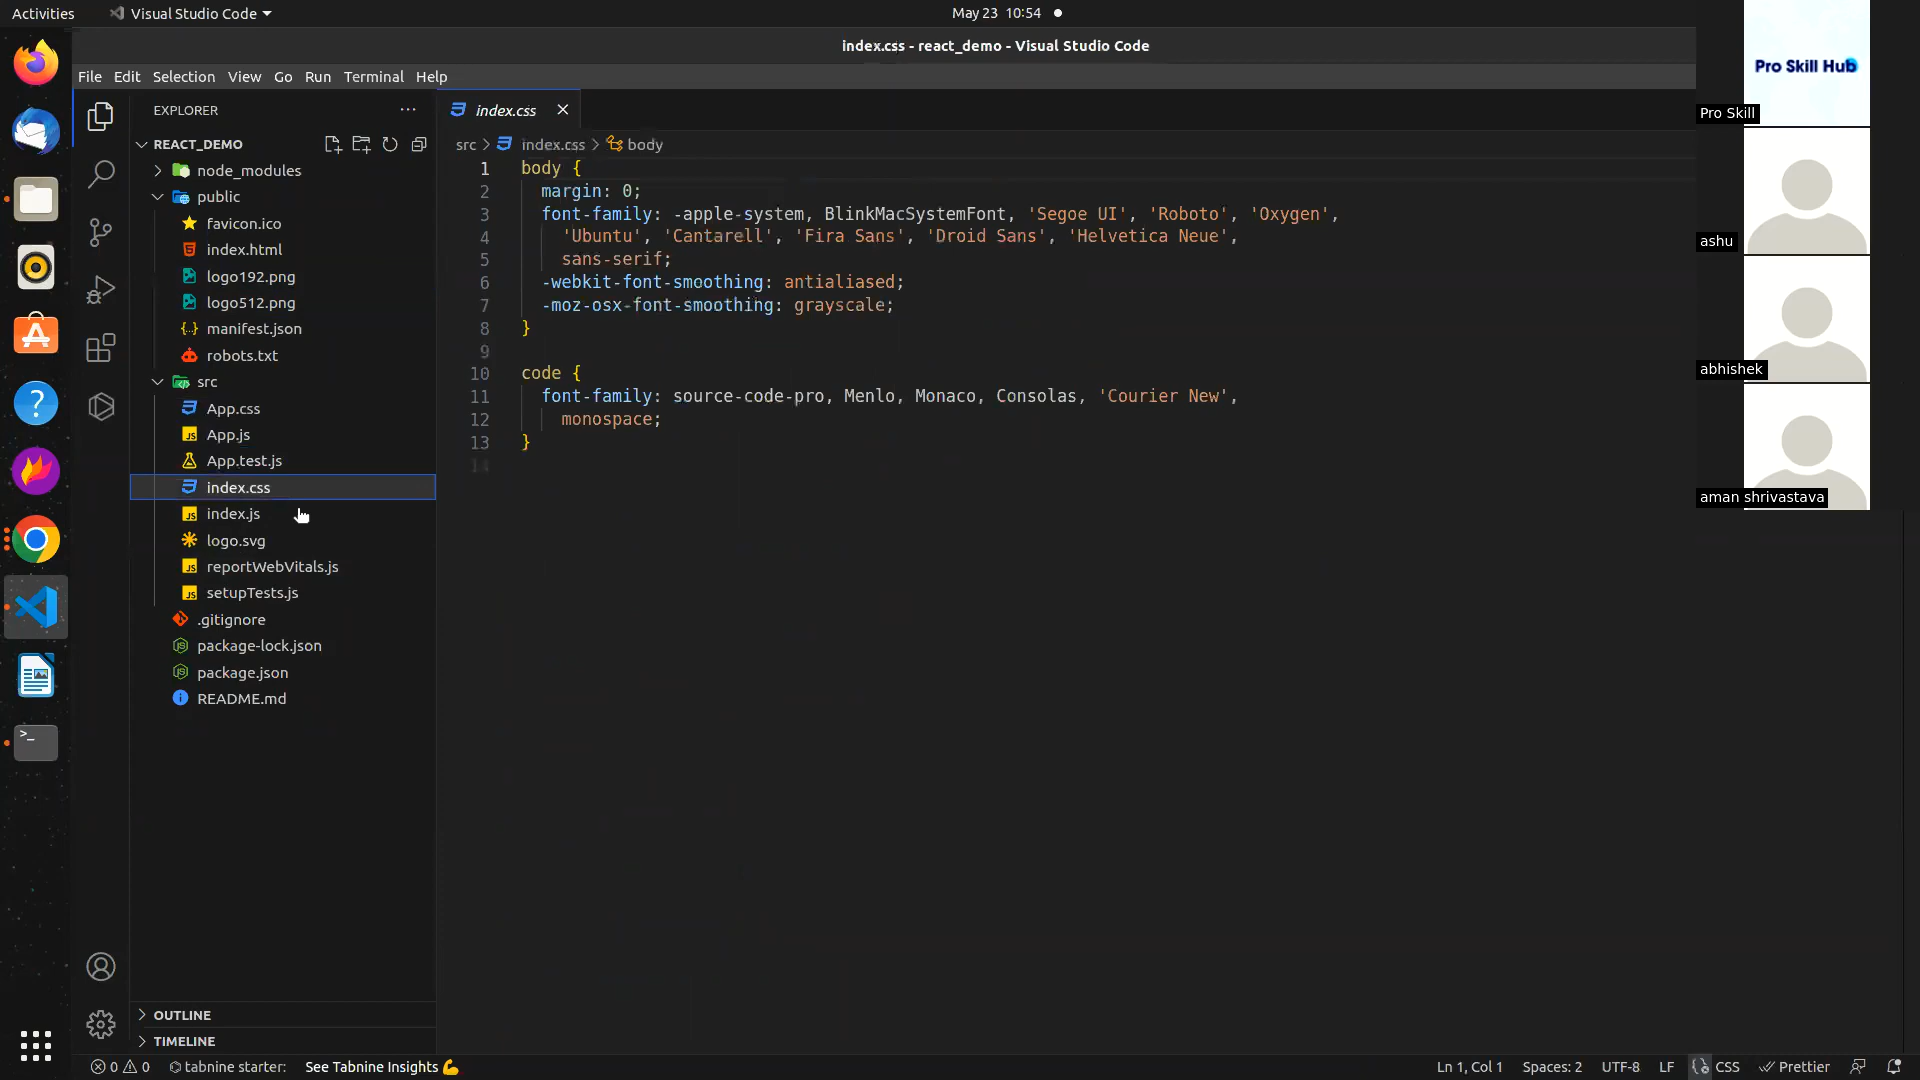 Activities
Visual Studio Code
May 23 10:54
index.css - react_demo - Visual Studio Code
File Edit Selection View Go Run Terminal Help
EXPLORER
REACT_DEMO
node_modules
public
favicon.ico
index.html
logo192.png
logo512.png
manifest.json
robots.txt
src
App.css
App.js
App.test.js
index.css
index.js
logo.svg
reportWebVitals.js
setupTests.js
.gitignore
package-lock.json
package.json
README.md
OUTLINE
TIMELINE
index.css
src > index.css > body
1 body {
2 margin: 0;
3 font-family: -apple-system, BlinkMacSystemFont, 'Segoe UI', 'Roboto', 'Oxygen',
4 'Ubuntu', 'Cantarell', 'Fira Sans', 'Droid Sans', 'Helvetica Neue',
5 sans-serif;
6 -webkit-font-smoothing: antialiased;
7 -moz-osx-font-smoothing: grayscale;
8 }
9
10 code {
11 font-family: source-code-pro, Menlo, Monaco, Consolas, 'Courier New',
12 monospace;
13 }
14
Pro Skill Hub
Pro Skill
ashu
abhishek
aman shrivastava
0 0 tabnine starter: See Tabnine Insights
Ln 1, Col 1 Spaces: 2 UTF-8 LF CSS Prettier